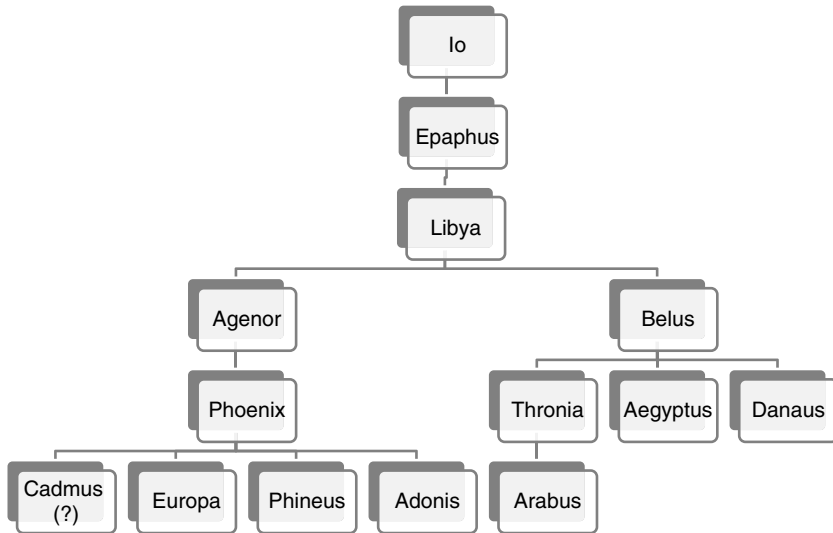 Io
Epaphus
Libya
Agenor
Belus
Phoenix
Thronia
Aegyptus
Danaus
Cadmus
(?)
Europa
Phineus
Adonis
Arabus